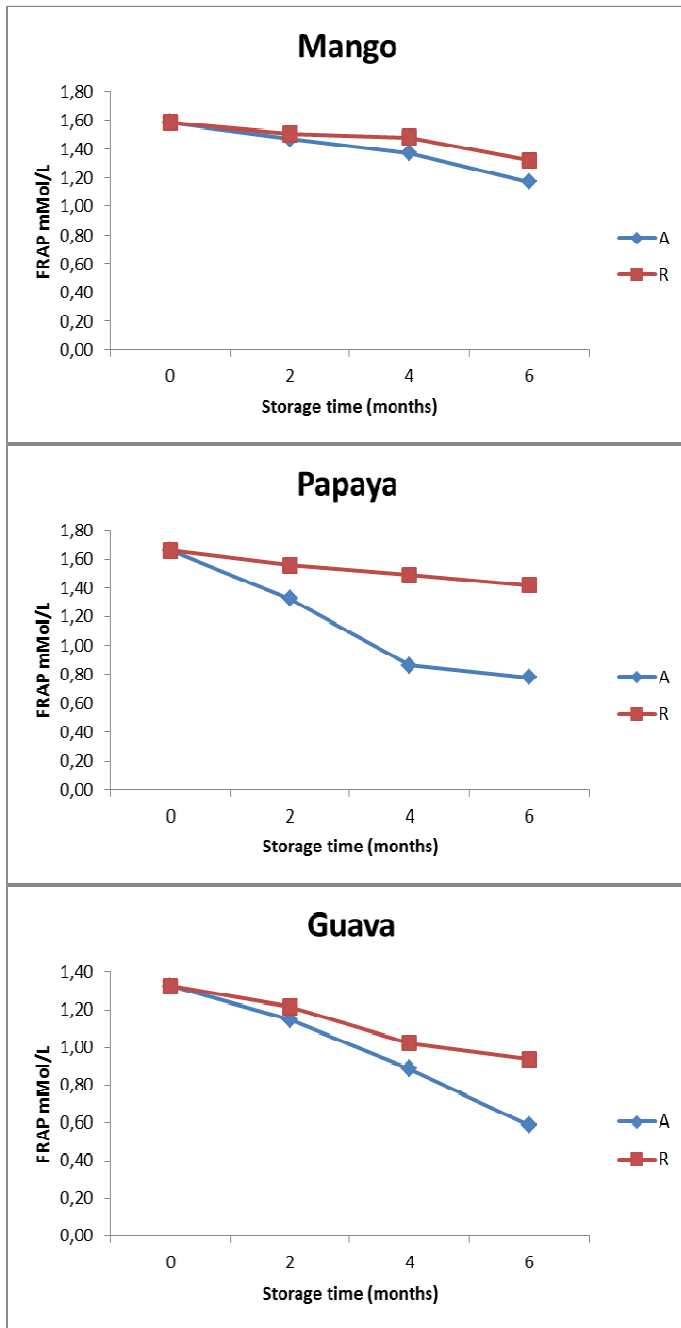 Mango
1,80
1,60
1,40
1,20
1,00
0,80
0,60
0,40
0,20
0,00
FRAP mMol/L
0 2 4 6
Storage time (months)
A
R
Papaya
1,80
1,60
1,40
1,20
1,00
0,80
0,60
0,40
0,20
0,00
FRAP mMol/L
0 2 4 6
Storage time (months)
A
R
Guava
1,40
1,20
1,00
0,80
0,60
0,40
0,20
0,00
FRAP mMol/L
0 2 4 6
Storage time (months)
A
R